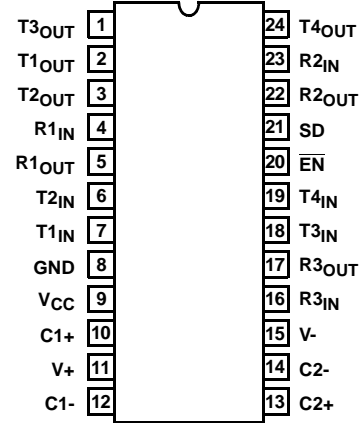 T3OUT 1 24 T4OUT
T1OUT 2 23 R2IN
T2OUT 3 22 R2OUT
R1IN 4 21 SD
R1OUT 5 20 E̅N̅
T2IN 6 19 T4IN
T1IN 7 18 T3IN
GND 8 17 R3OUT
VCC 9 16 R3IN
C1+ 10 15 V-
V+ 11 14 C2-
C1- 12 13 C2+